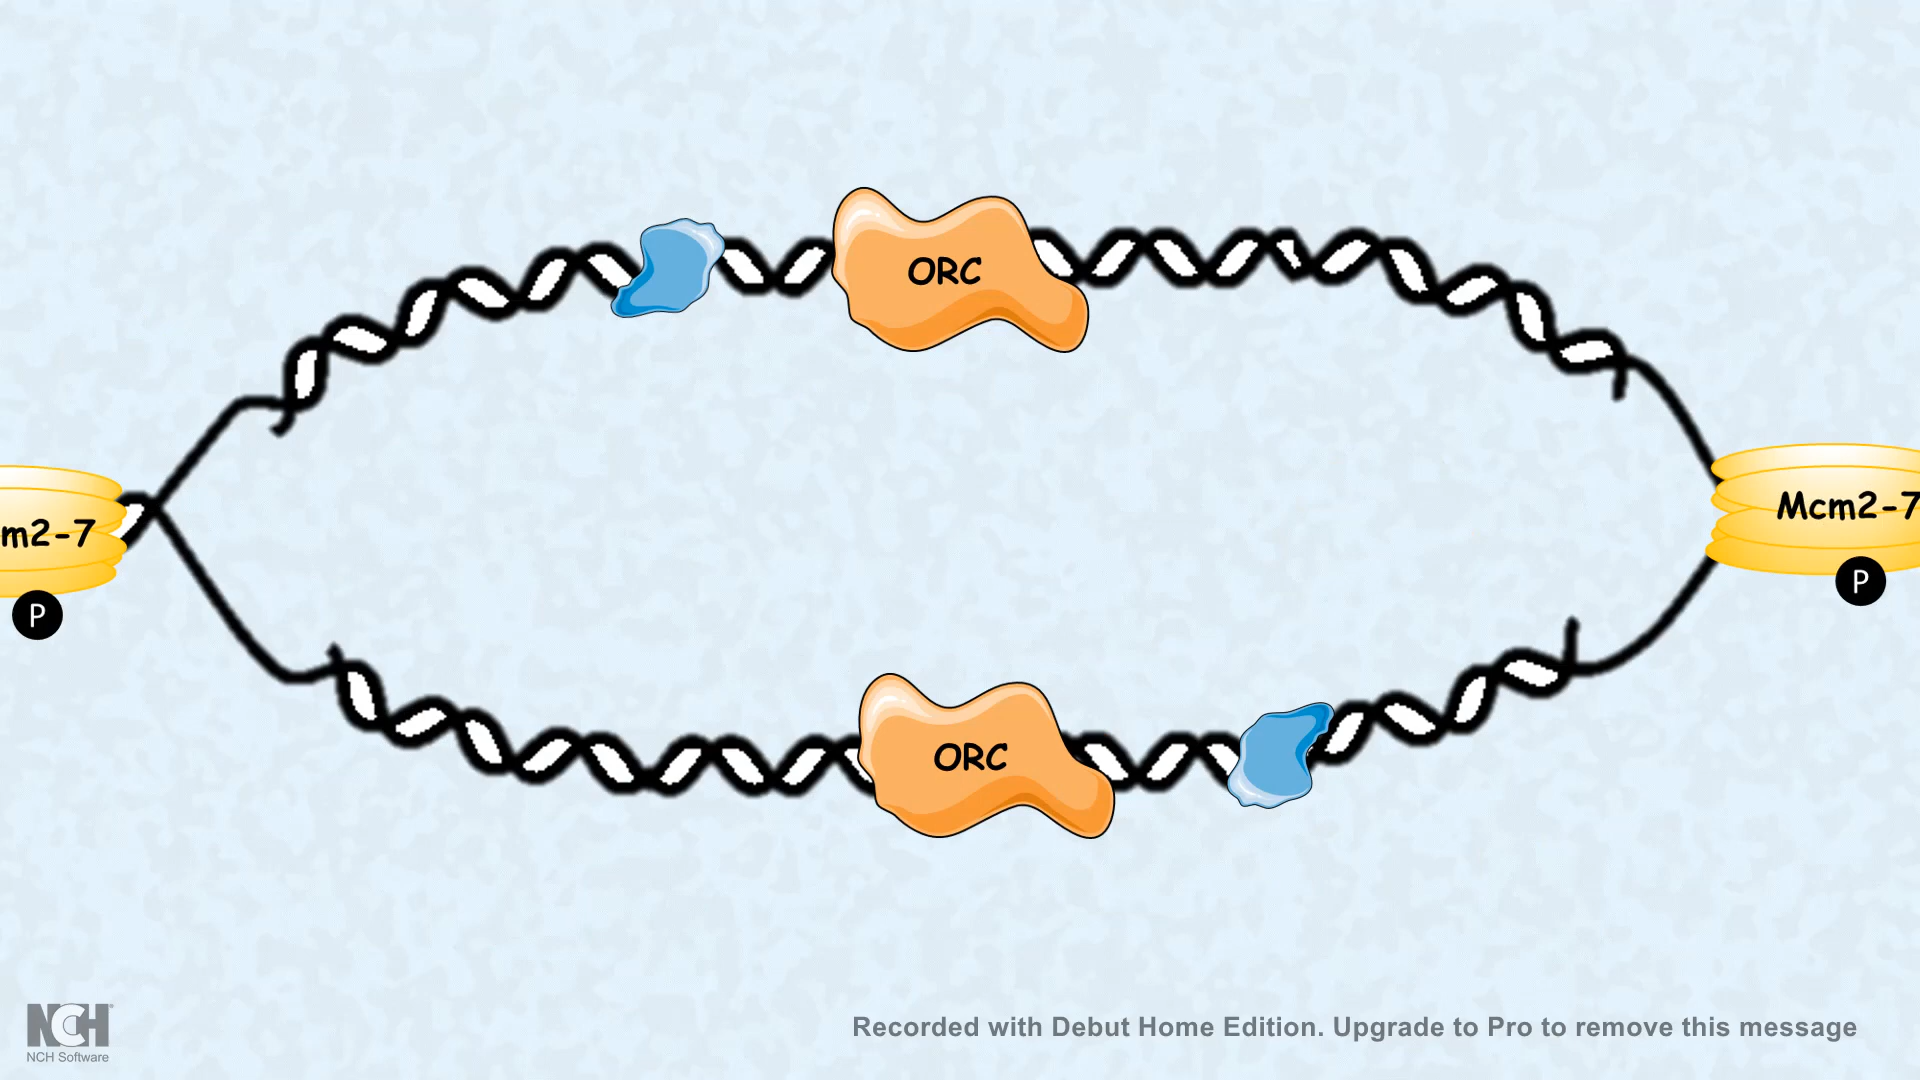 ORC
m2-7
Mcm2-7
P
P
ORC
NCH
NCH Software
Recorded with Debut Home Edition. Upgrade to Pro to remove this message